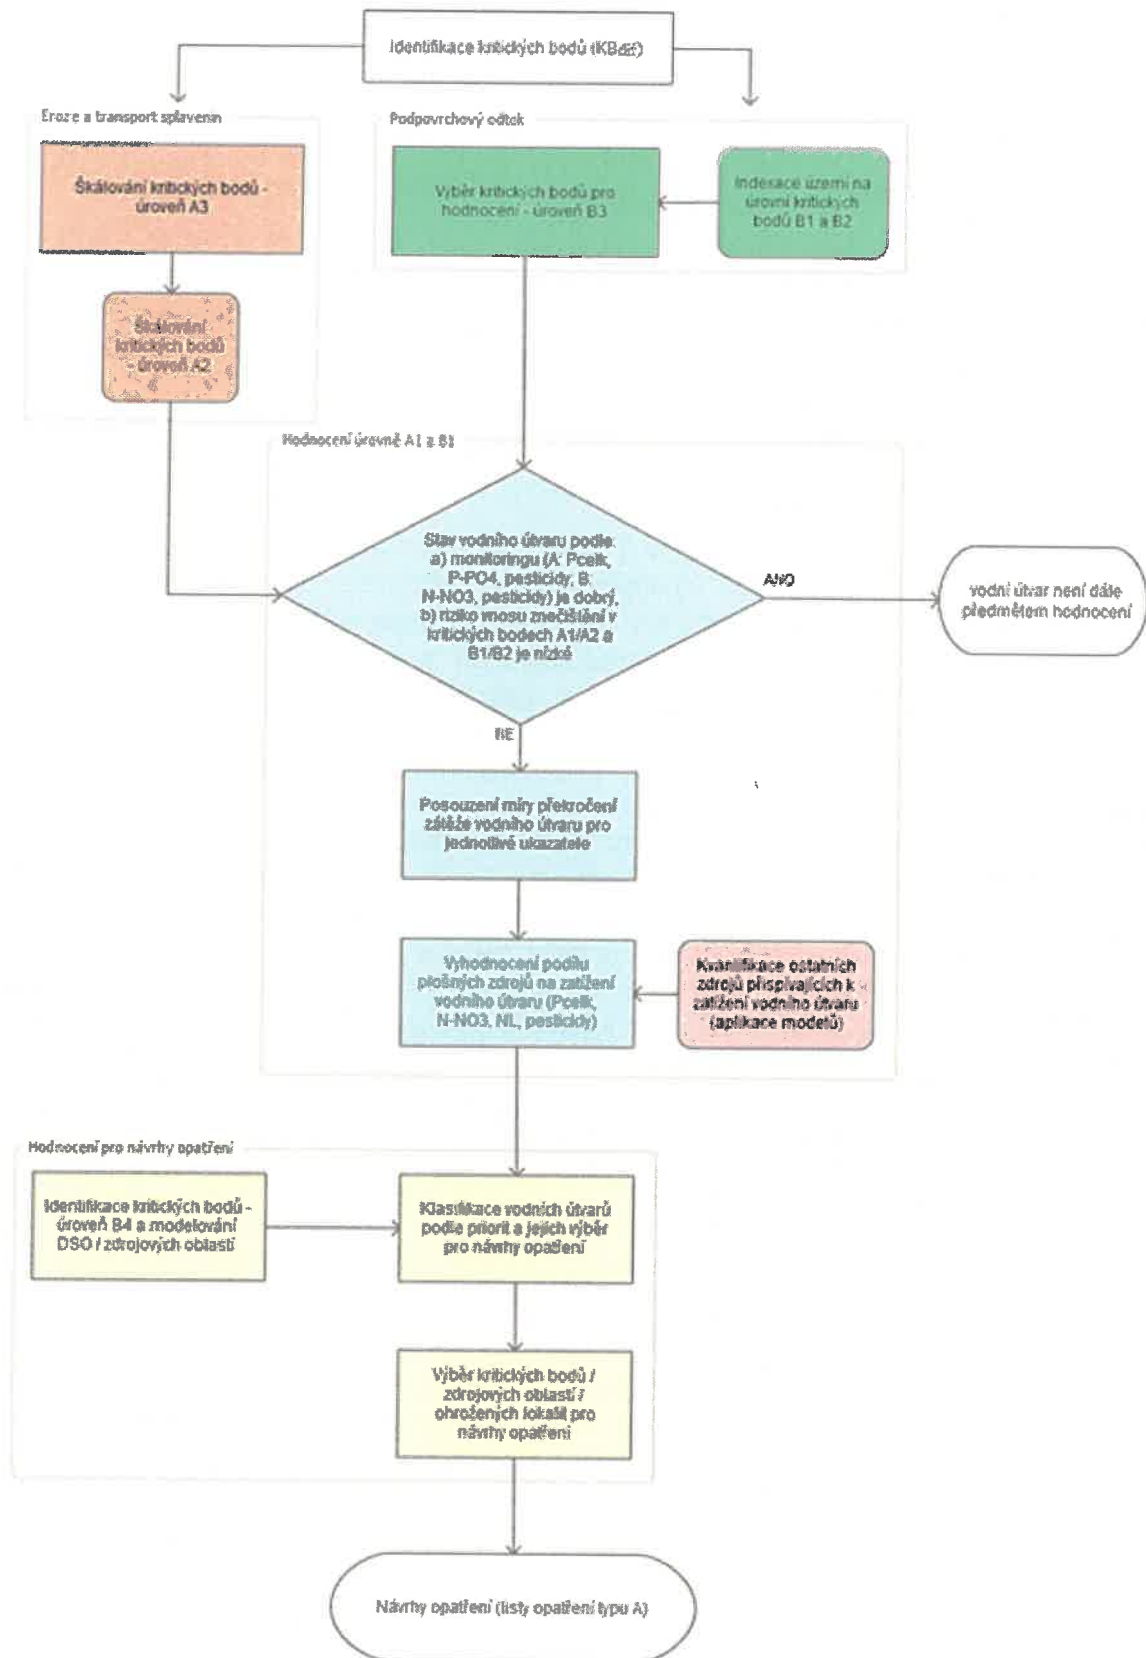 Identifikace kritických bodů (KBdif)
Eroze a transport splavenin
Podpovrchový odtok
Škálování kritických bodů -
úroveň A3
Výběr kritických bodů pro
hodnocení - úroveň B3
Indexace území na
úrovni kritických
bodů B1 a B2
Škálování
kritických bodů
- úroveň A2
Hodnocení úrovně A1 a B1
Stav vodního útvaru podle:
a) monitoringu (A: Pcelk,
P-PO4, pesticidy, B:
N-NO3, pesticidy) je dobrý,
b) riziko vnosu znečištění v
kritických bodech A1/A2 a
B1/B2 je nízké
ANO
vodní útvar není dále
předmětem hodnocení
NE
Posouzení míry překročení
zátěže vodního útvaru pro
jednotlivé ukazatele
Vyhodnocení podílu
plošných zdrojů na zatížení
vodního útvaru (Pcelk,
N-NO3, NL, pesticidy)
Kvantifikace ostatních
zdrojů přispívajících k
zatížení vodního útvaru
(aplikace modelů)
Hodnocení pro návrhy opatření
Identifikace kritických bodů -
úroveň B4 a modelování
DSO / zdrojových oblastí
Klasifikace vodních útvarů
podle priorit a jejich výběr
pro návrhy opatření
Výběr kritických bodů /
zdrojových oblastí /
ohrožených lokalit pro
návrhy opatření
Návrhy opatření (listy opatření typu A)